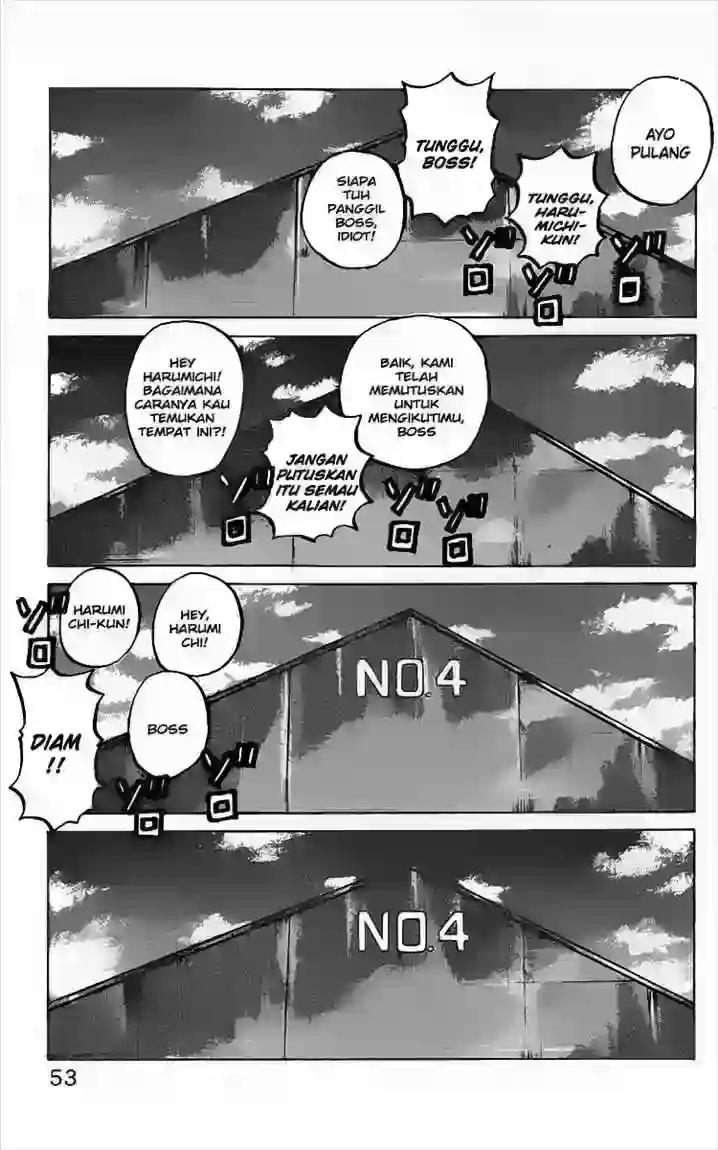 AYO
PULANG
TUNGGU,
HARU-
MICHI-
KUN!
TUNGGU,
BOSS!
SIAPA
TUH
PANGGIL
BOSS,
IDIOT!
BAIK, KAMI
TELAH
MEMUTUSKAN
UNTUK
MENGIKUTIMU,
BOSS
JANGAN
PUTUSKAN
ITU SEMAU
KALIAN!
HEY
HARUMICHI!
BAGAIMANA
CARANYA KAU
TEMUKAN
TEMPAT INI?!
HEY,
HARUMI
CHI!
HARUMI
CHI-KUN!
BOSS
DIAM
!!
NO.4
NO.4
53